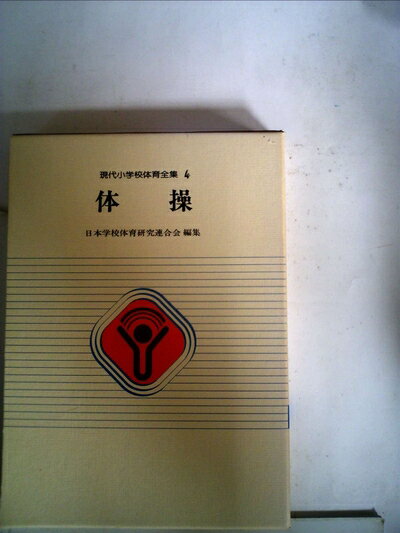 現代小学校体育全集 4
体 操
日本学校体育研究連合会 編集